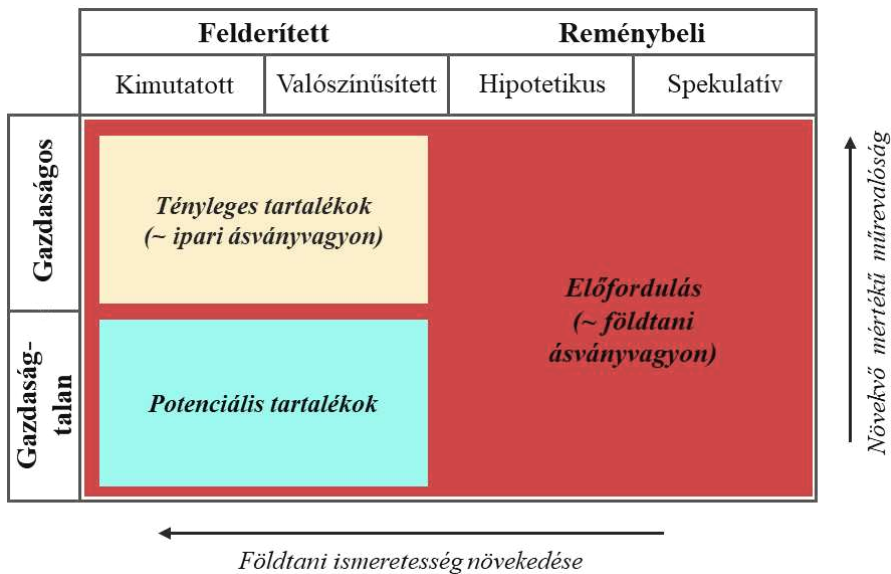 Felderített
Reménybeli
Kimutatott
Valószínűsített
Hipotetikus
Spekulatív
Gazdaságos
Tényleges tartalékok
(~ ipari ásványvagyon)
Előfordulás
(~ földtani
ásványvagyon)
Gazdaság-
talan
Potenciális tartalékok
Növekvő mértékű műrevalóság
Földtani ismeretesség növekedése